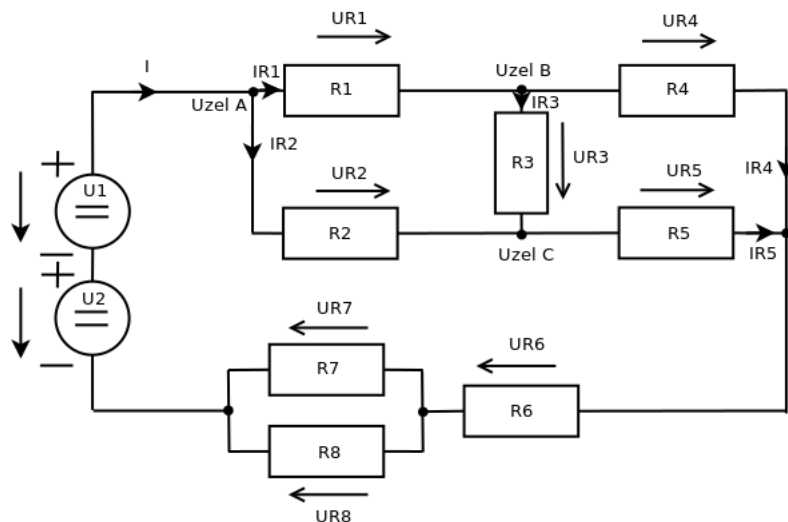 UR1
UR4
I
IR1
Uzel B
R1
R4
Uzel A
IR3
IR2
R3
UR3
UR2
UR5
IR4
+
U1
R2
R5
Uzel C
IR5
–
+
U2
UR7
UR6
–
R7
R6
R8
UR8